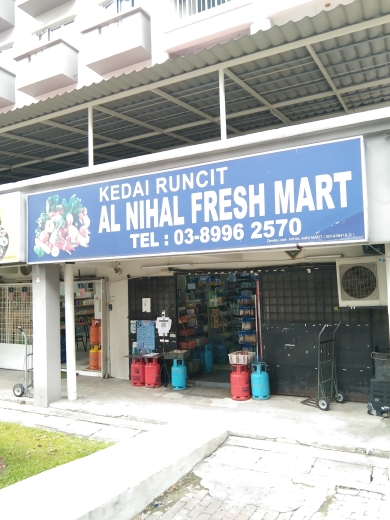 KEDAI RUNCIT
AL NIHAL FRESH MART
TEL : 03-8996 2570